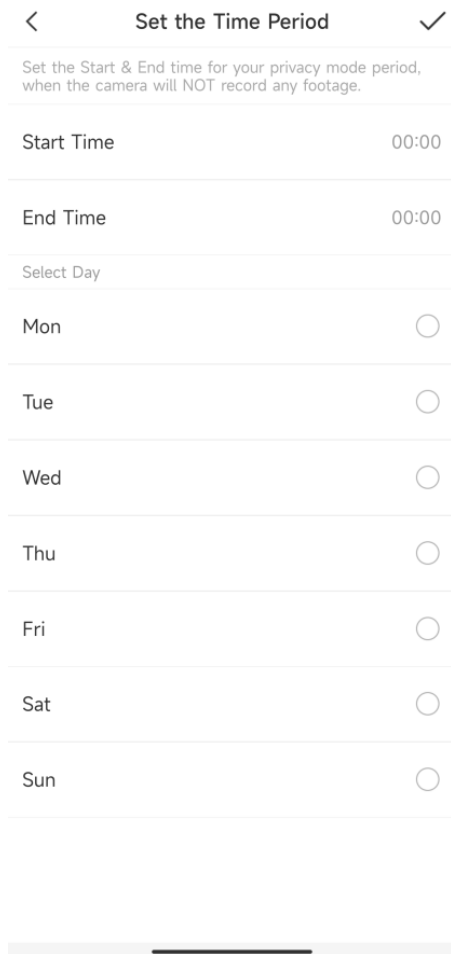 Set the Time Period
Set the Start & End time for your privacy mode period,
when the camera will NOT record any footage.
Start Time 00:00
End Time 00:00
Select Day
Mon
Tue
Wed
Thu
Fri
Sat
Sun